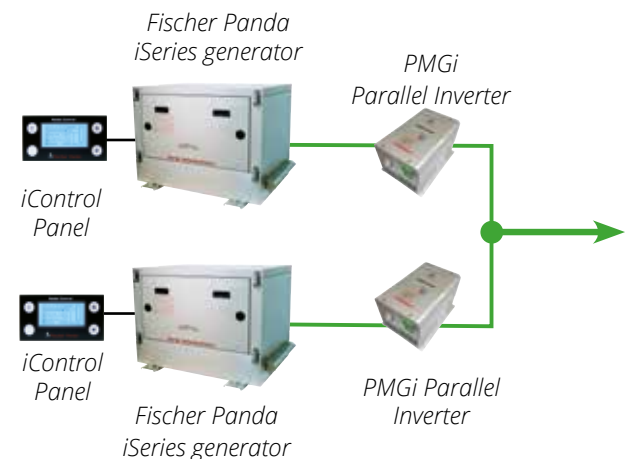 Fischer Panda
iSeries generator
PMGi
Parallel Inverter
iControl
Panel
iControl
Panel
PMGi Parallel
Inverter
Fischer Panda
iSeries generator